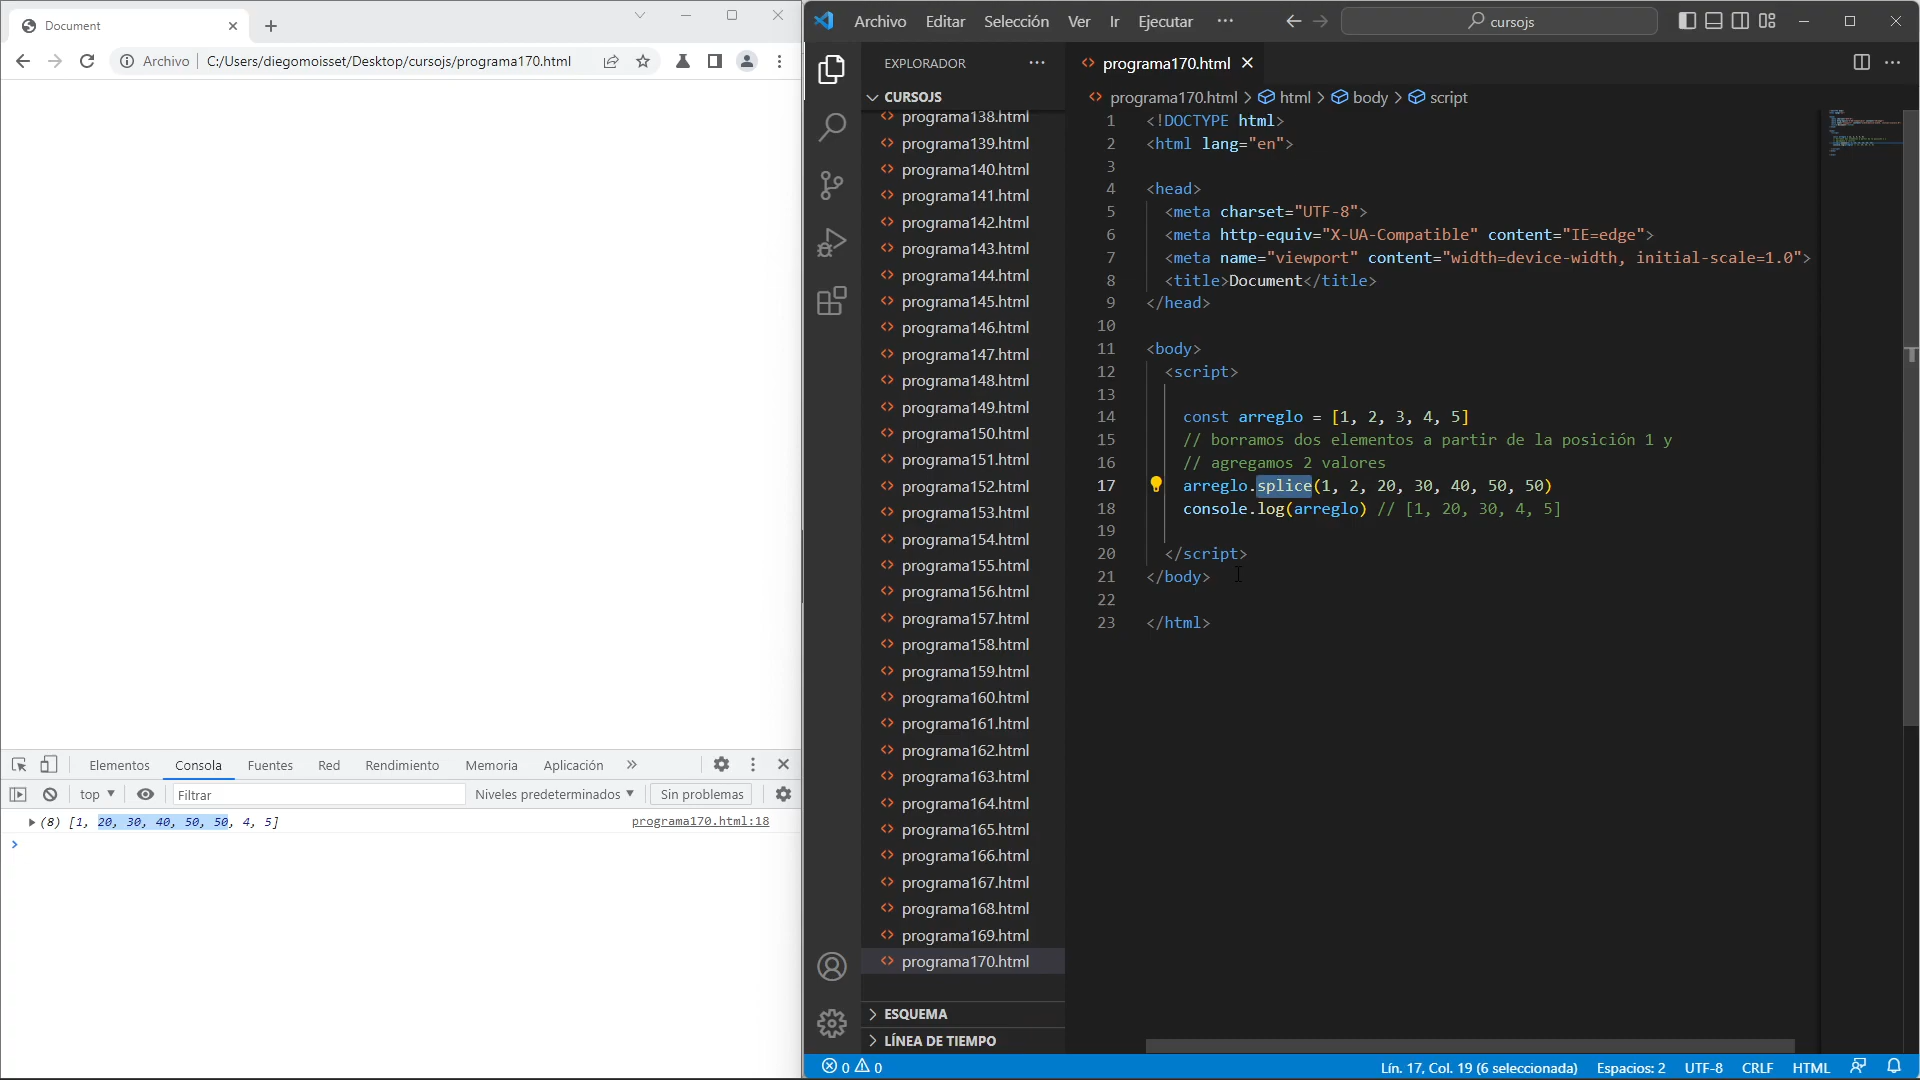 Document
Archivo C:/Users/diegomoisset/Desktop/cursojs/programa170.html
Elementos Consola Fuentes Red Rendimiento Memoria Aplicación »
top Filtrar Niveles predeterminados Sin problemas
(8) [1, 20, 30, 40, 50, 50, 4, 5] programa170.html:18
Archivo Editar Selección Ver Ir Ejecutar ··· cursojs
EXPLORADOR ···
CURSOJS
programa138.html
programa139.html
programa140.html
programa141.html
programa142.html
programa143.html
programa144.html
programa145.html
programa146.html
programa147.html
programa148.html
programa149.html
programa150.html
programa151.html
programa152.html
programa153.html
programa154.html
programa155.html
programa156.html
programa157.html
programa158.html
programa159.html
programa160.html
programa161.html
programa162.html
programa163.html
programa164.html
programa165.html
programa166.html
programa167.html
programa168.html
programa169.html
programa170.html
ESQUEMA
LÍNEA DE TIEMPO
programa170.html
programa170.html > html > body > script
1 <!DOCTYPE html>
2 <html lang="en">
3
4 <head>
5 <meta charset="UTF-8">
6 <meta http-equiv="X-UA-Compatible" content="IE=edge">
7 <meta name="viewport" content="width=device-width, initial-scale=1.0">
8 <title>Document</title>
9 </head>
10
11 <body>
12 <script>
13
14 const arreglo = [1, 2, 3, 4, 5]
15 // borramos dos elementos a partir de la posición 1 y
16 // agregamos 2 valores
17 arreglo.splice(1, 2, 20, 30, 40, 50, 50)
18 console.log(arreglo) // [1, 20, 30, 4, 5]
19
20 </script>
21 </body>
22
23 </html>
0 0 Lín. 17, Col. 19 (6 seleccionada) Espacios: 2 UTF-8 CRLF HTML